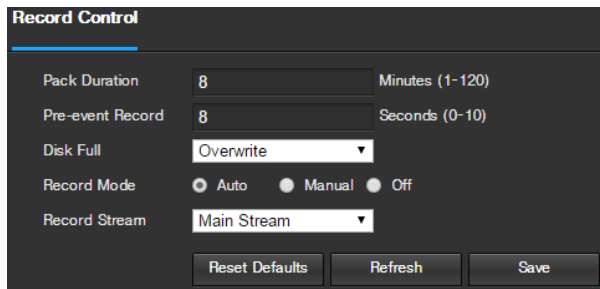 Record Control
Pack Duration 8 Minutes (1-120)
Pre-event Record 8 Seconds (0-10)
Disk Full Overwrite
Record Mode Auto Manual Off
Record Stream Main Stream
Reset Defaults Refresh Save